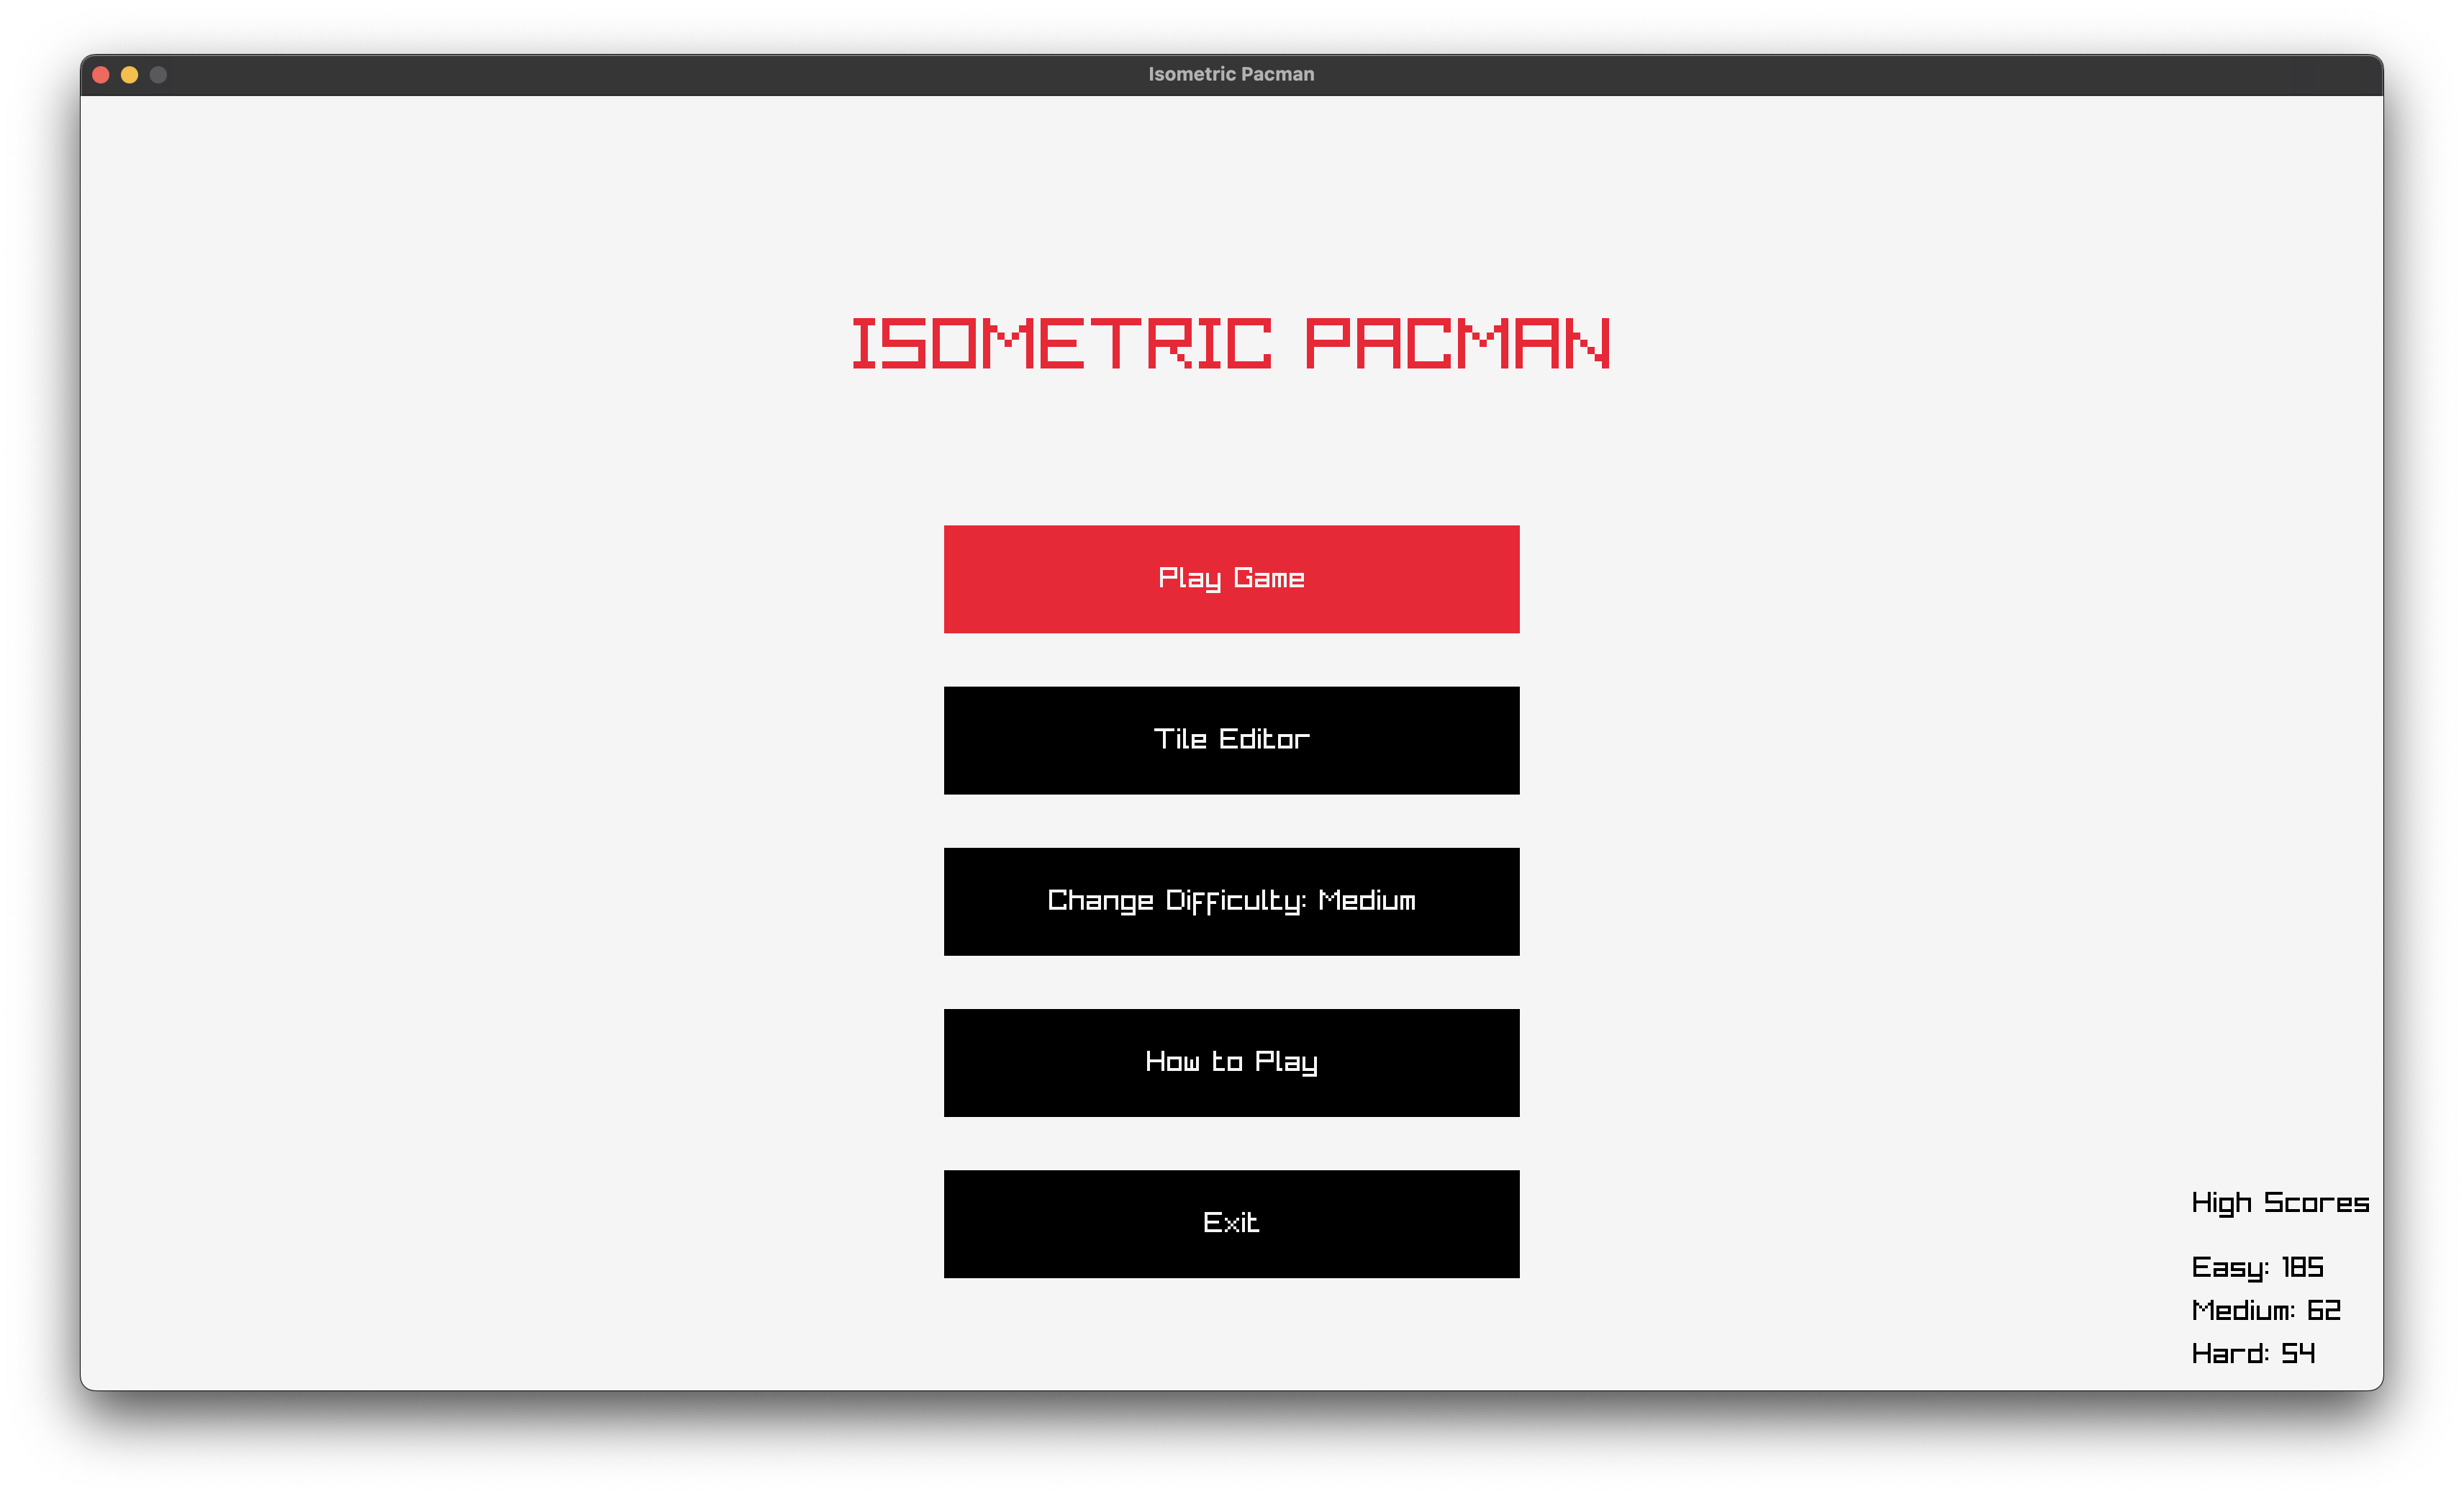 Isometric Pacman
ISOMETRIC PACMAN
Play Game
Tile Editor
Change Difficulty: Medium
How to Play
Exit
High Scores
Easy: 185
Medium: 62
Hard: 54